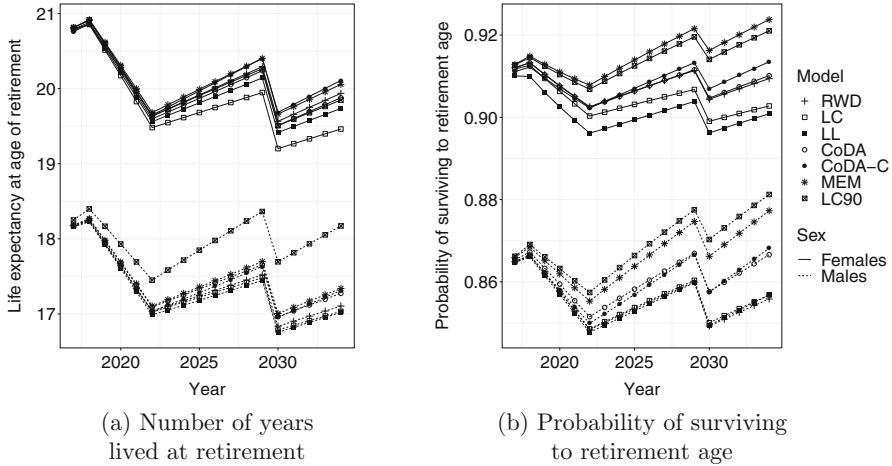 Life expectancy at age of retirement
21
20
19
18
17
2020
2025
2030
Year
(a) Number of years
lived at retirement
Probability of surviving to retirement age
0.92
0.90
0.88
0.86
2020
2025
2030
Year
(b) Probability of surviving
to retirement age
Model
RWD
LC
LL
CoDA
CoDA-C
MEM
LC90
Sex
Females
Males